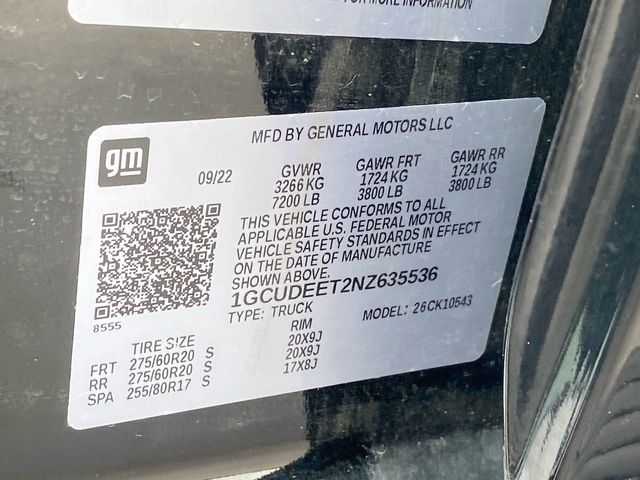 FOR MORE INFORMATION
MFD BY GENERAL MOTORS LLC
gm
09/22 GVWR GAWR FRT GAWR RR
3266 KG 1724 KG 1724 KG
7200 LB 3800 LB 3800 LB
THIS VEHICLE CONFORMS TO ALL
APPLICABLE U.S. FEDERAL MOTOR
VEHICLE SAFETY STANDARDS IN EFFECT
ON THE DATE OF MANUFACTURE
SHOWN ABOVE.
1GCUDEET2NZ635536
8555 TYPE: TRUCK MODEL: 26CK10543
TIRE SIZE RIM
FRT 275/60R20 S 20X9J
RR 275/60R20 S 20X9J
SPA 255/80R17 S 17X8J